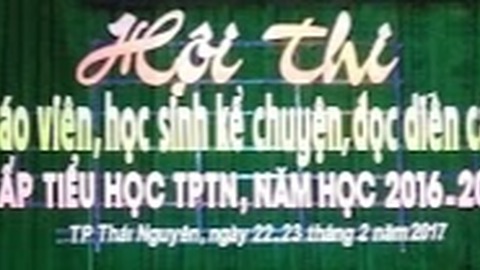 Hội thi
áo viên, học sinh kể chuyện, đọc diễn c
ẤP TIỂU HỌC TPTN, NĂM HỌC 2016-20
TP Thái Nguyên, ngày 22-23 tháng 2 năm 2017